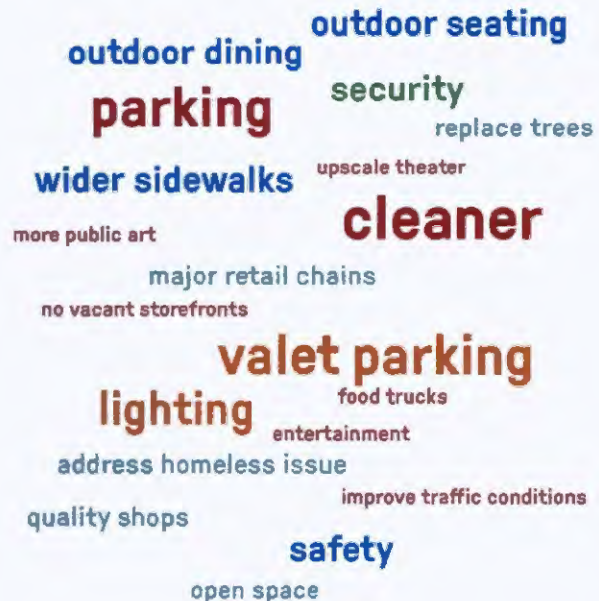 outdoor seating
outdoor dining
security
parking
replace trees
upscale theater
wider sidewalks
cleaner
more public art
major retail chains
no vacant storefronts
valet parking
food trucks
lighting
entertainment
address homeless issue
improve traffic conditions
quality shops
safety
open space